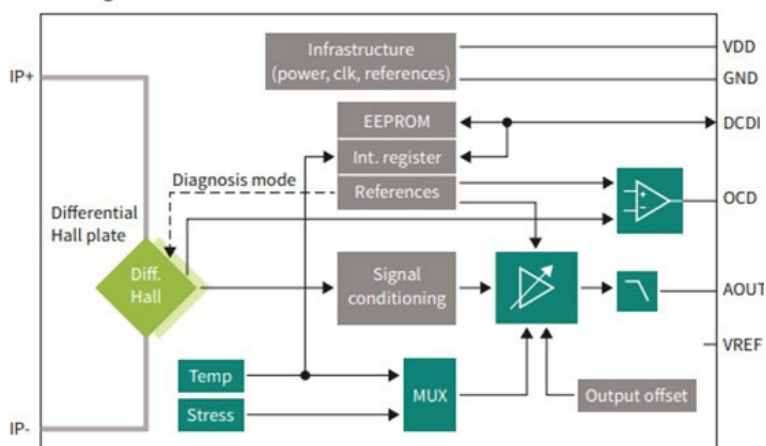 Infrastructure
(power, clk, references)
VDD
GND
IP+
EEPROM
DCDI
Int. register
Diagnosis mode
References
OCD
Differential
Hall plate
Diff.
Hall
Signal
conditioning
AOUT
VREF
Temp
MUX
Output offset
Stress
IP-